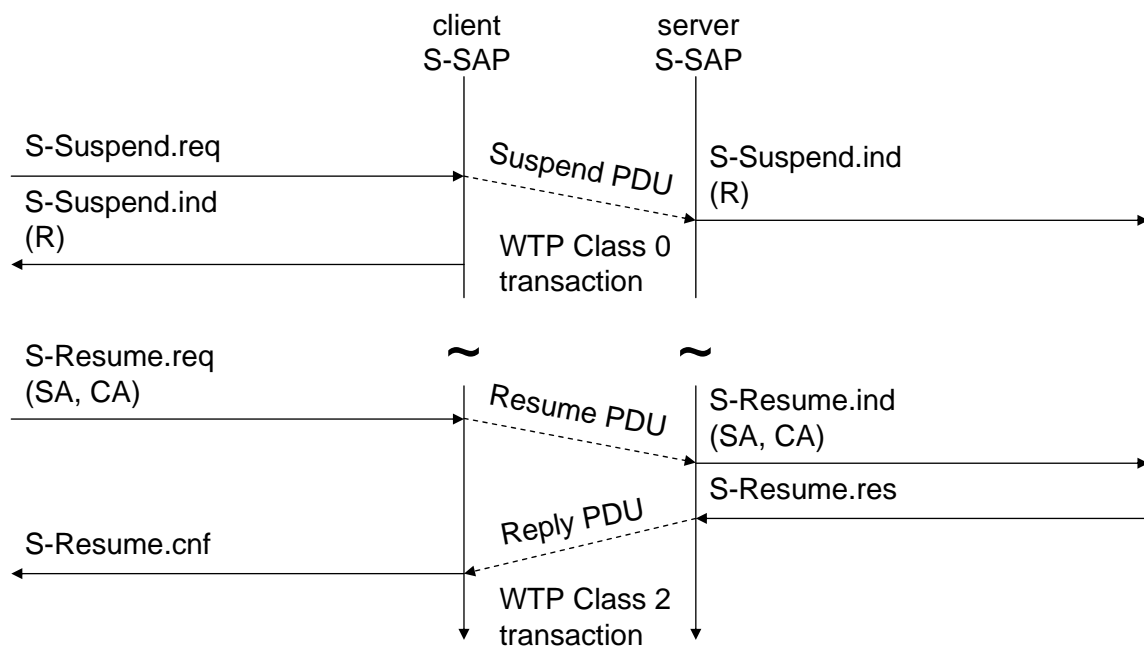 client
S-SAP
server
S-SAP
S-Suspend.req
Suspend PDU
S-Suspend.ind
(R)
S-Suspend.ind
(R)
WTP Class 0
transaction
~
~
S-Resume.req
(SA, CA)
Resume PDU
S-Resume.ind
(SA, CA)
S-Resume.res
Reply PDU
S-Resume.cnf
WTP Class 2
transaction